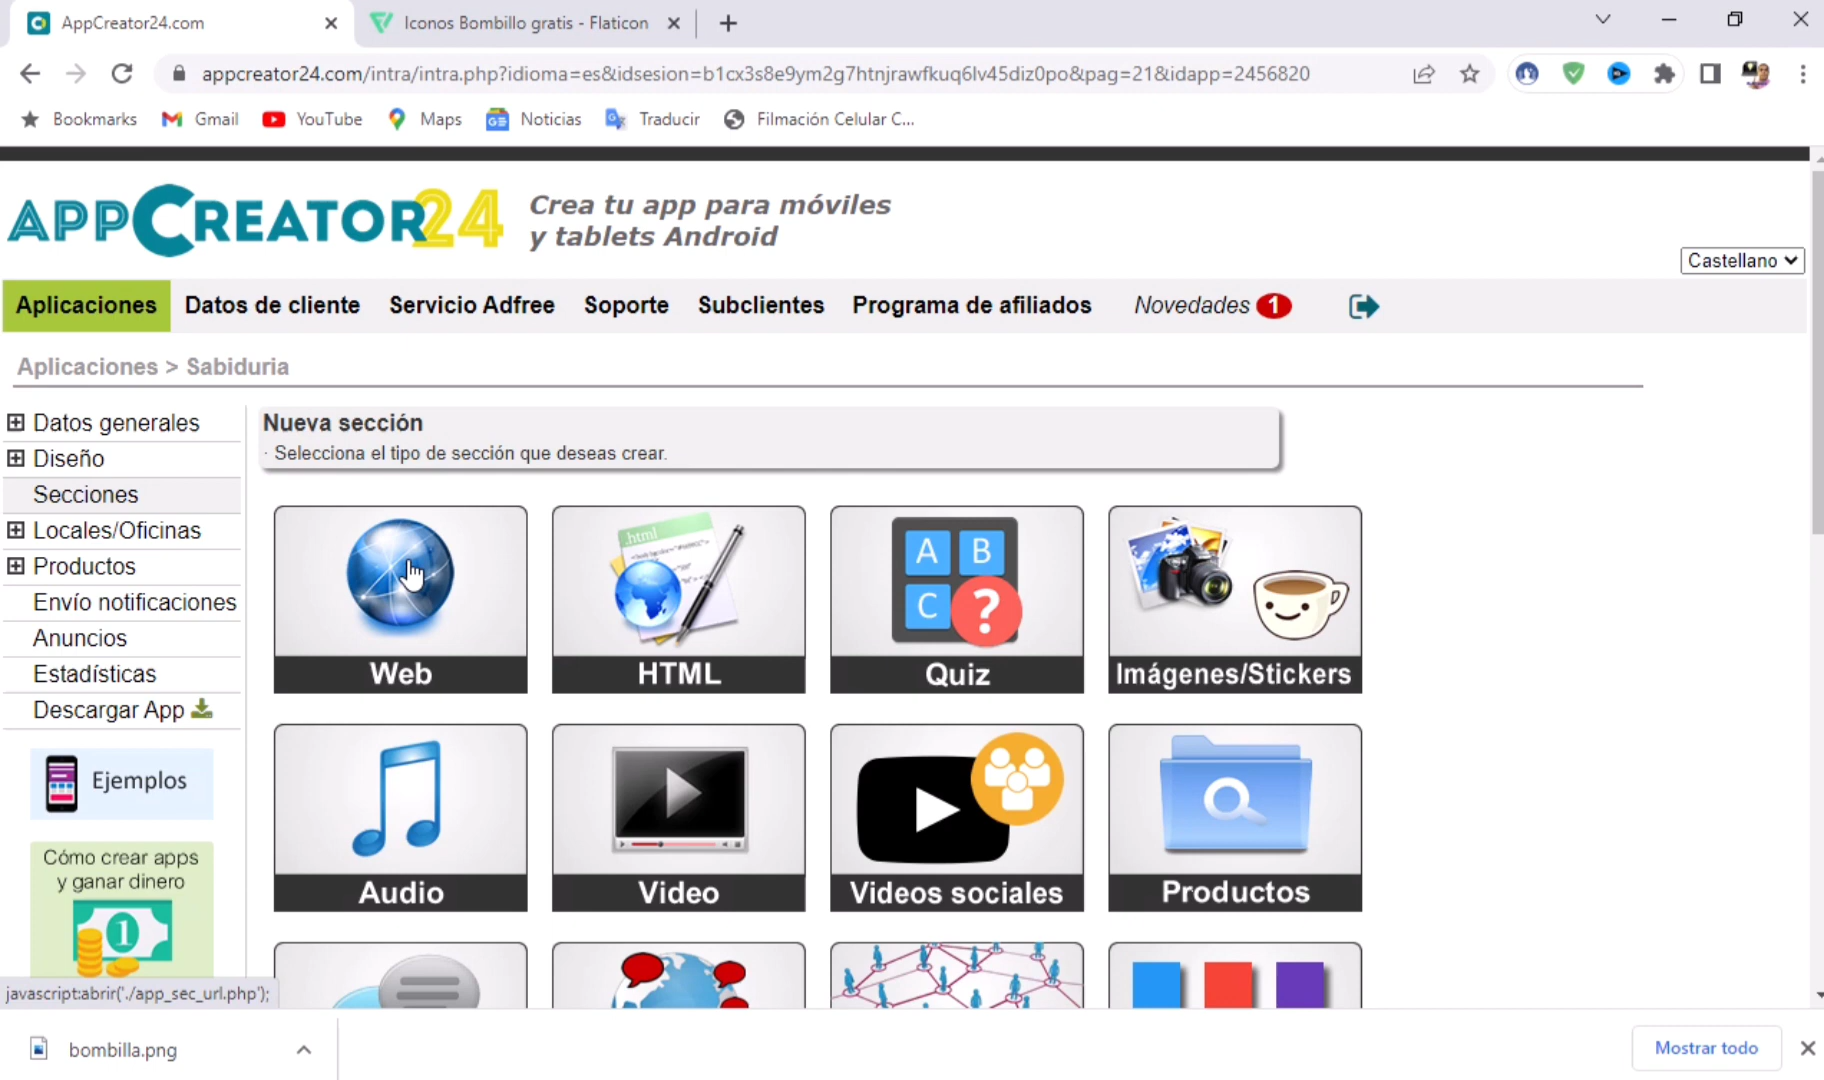 AppCreator24.com
Iconos Bombillo gratis - Flaticon
appcreator24.com/intra/intra.php?idioma=es&idsesion=b1cx3s8e9ym2g7htnjrawfkuq6lv45diz0po&pag=21&idapp=2456820
Bookmarks
Gmail
YouTube
Maps
Noticias
Traducir
Filmación Celular C...
APPCREATOR24
Crea tu app para móviles
y tablets Android
Castellano
Aplicaciones
Datos de cliente
Servicio Adfree
Soporte
Subclientes
Programa de afiliados
Novedades 1
Aplicaciones > Sabiduria
Datos generales
Diseño
Secciones
Locales/Oficinas
Productos
Envío notificaciones
Anuncios
Estadísticas
Descargar App
Ejemplos
Cómo crear apps
y ganar dinero
1
javascript:abrir('./app_sec_url.php');
Nueva sección
· Selecciona el tipo de sección que deseas crear.
Web
.html
HTML
A B
C ?
Quiz
Imágenes/Stickers
Audio
Video
Videos sociales
Productos
bombilla.png
Mostrar todo